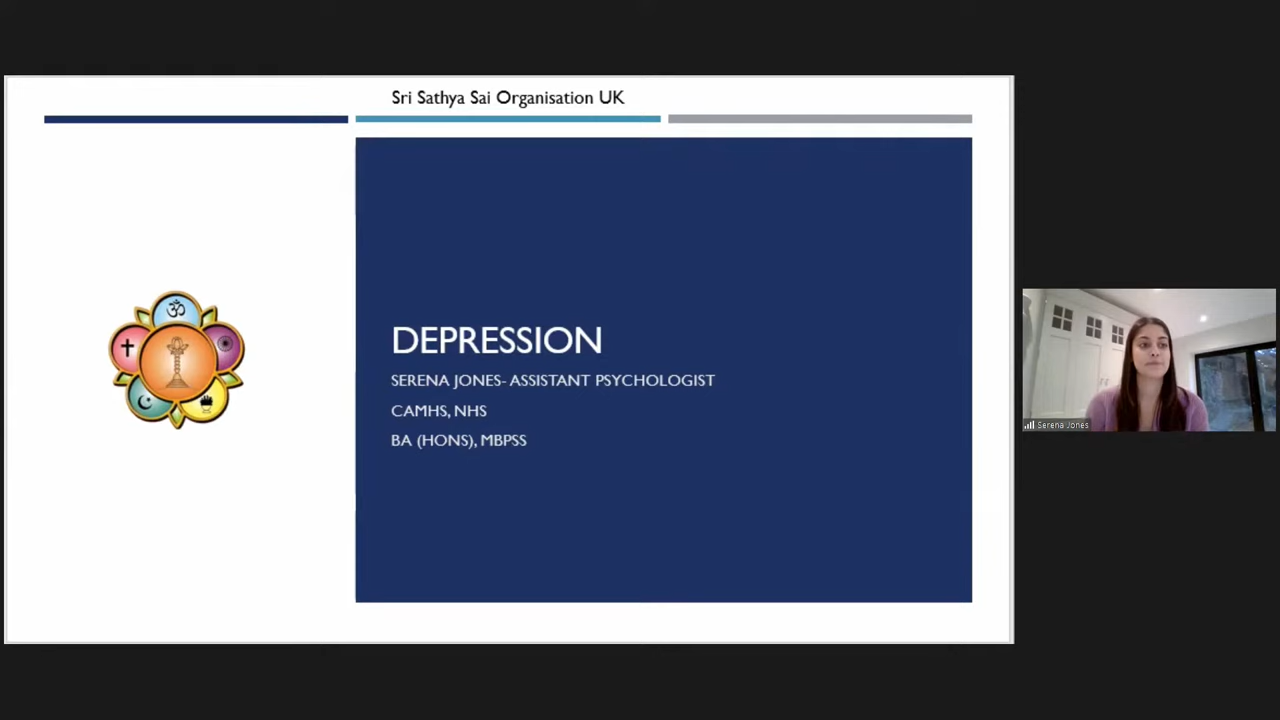 Sri Sathya Sai Organisation UK
ॐ
DEPRESSION
SERENA JONES- ASSISTANT PSYCHOLOGIST
CAMHS, NHS
BA (HONS), MBPSS
Serena Jones